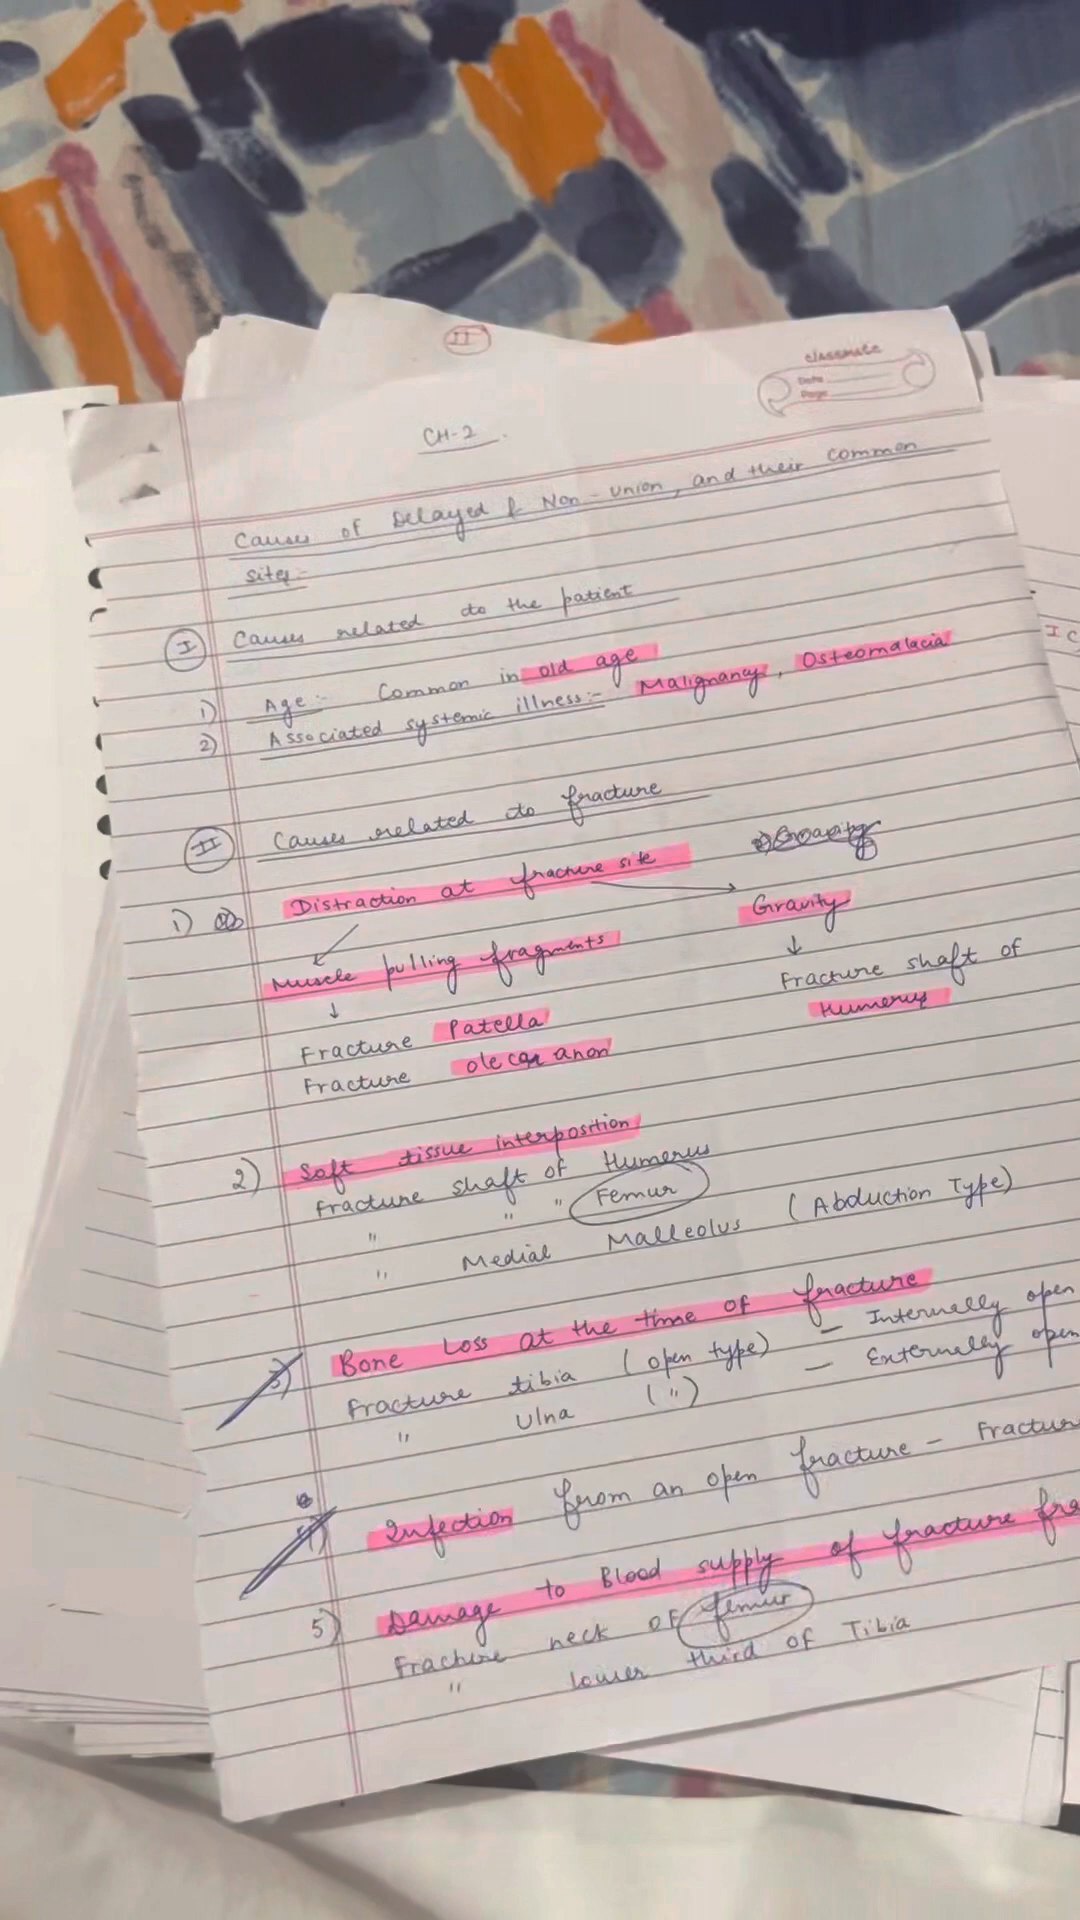 II
classmate
Date
Page
CH-2
Causes of Delayed & Non-Union, and their common
sites:-
I Causes related to the patient
1) Age:- Common in old age
2) Associated systemic illness:- Malignancy, Osteomalacia
II Causes related to fracture
1) Distraction at fracture site
Gravity
Muscle pulling fragments
↓
↓
Fracture shaft of
Humerus
Fracture Patella
Fracture olecranon
2) Soft tissue interposition
Fracture shaft of Humerus
" " " Femur
" Medial Malleolus (Abduction Type)
3) Bone Loss at the time of fracture
Fracture tibia (open type) - Internally open
" Ulna (") - Externally open
4) Infection from an open fracture - Fractur
5) Damage to Blood supply of fracture fra
Fracture neck of femur
" lower third of Tibia
I C